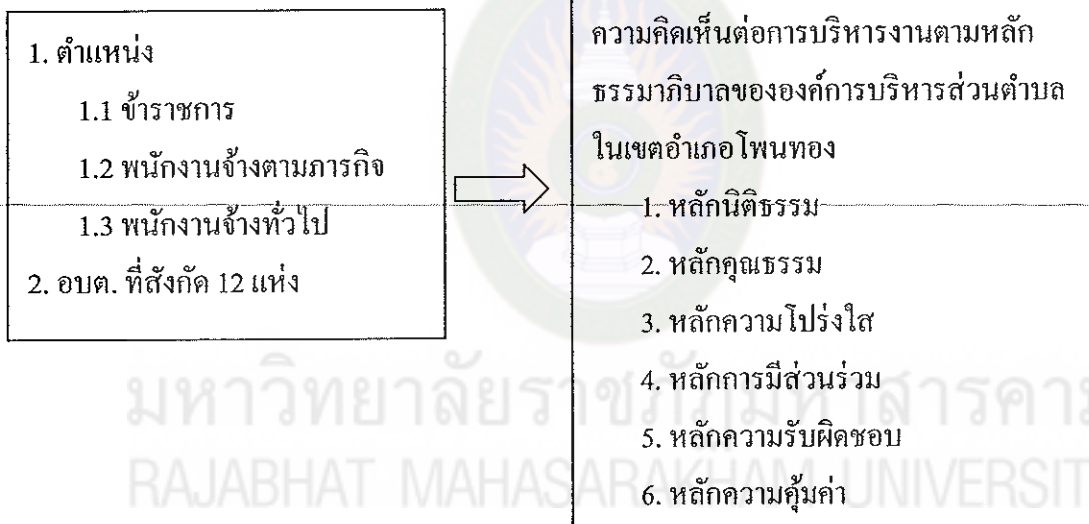 1. ตำแหน่ง
1.1 ข้าราชการ
1.2 พนักงานจ้างตามภารกิจ
1.3 พนักงานจ้างทั่วไป
2. อบต. ที่สังกัด 12 แห่ง
ความคิดเห็นต่อการบริหารงานตามหลัก
ธรรมาภิบาลขององค์การบริหารส่วนตำบล
ในเขตอำเภอโพนทอง
1. หลักนิติธรรม
2. หลักคุณธรรม
3. หลักความโปร่งใส
4. หลักการมีส่วนร่วม
5. หลักความรับผิดชอบ
6. หลักความคุ้มค่า
มหาวิทยาลัยราชภัฏมหาสารคา
RAJABHAT MAHASARAKHAM UNIVERSIT